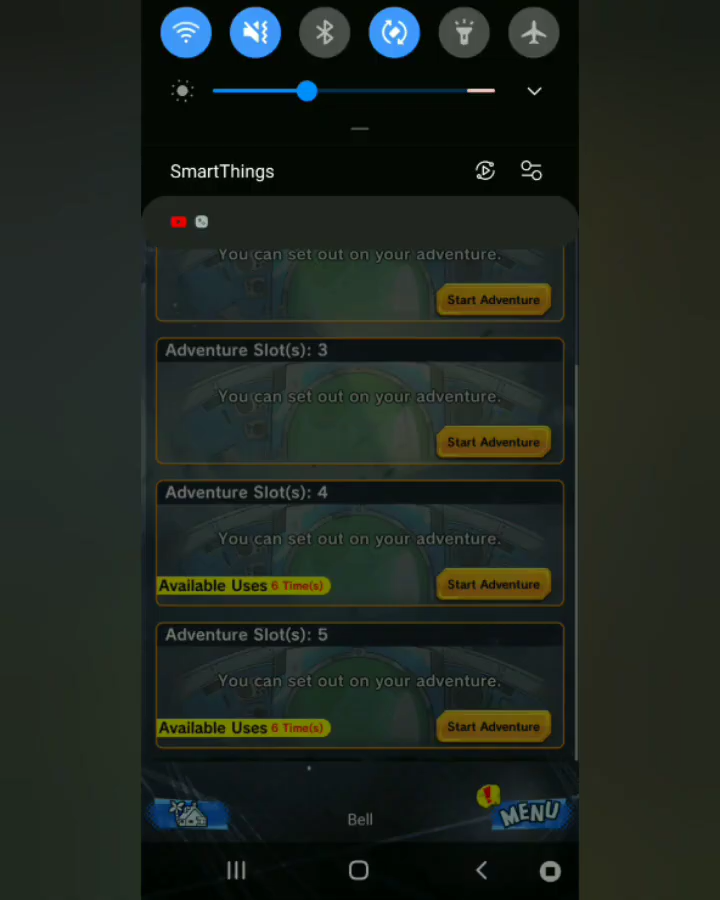 SmartThings
You can set out on your adventure.
Start Adventure
Adventure Slot(s): 3
You can set out on your adventure.
Start Adventure
Adventure Slot(s): 4
You can set out on your adventure.
Available Uses 6 Time(s)
Start Adventure
Adventure Slot(s): 5
You can set out on your adventure.
Available Uses 6 Time(s)
Start Adventure
Bell
MENU